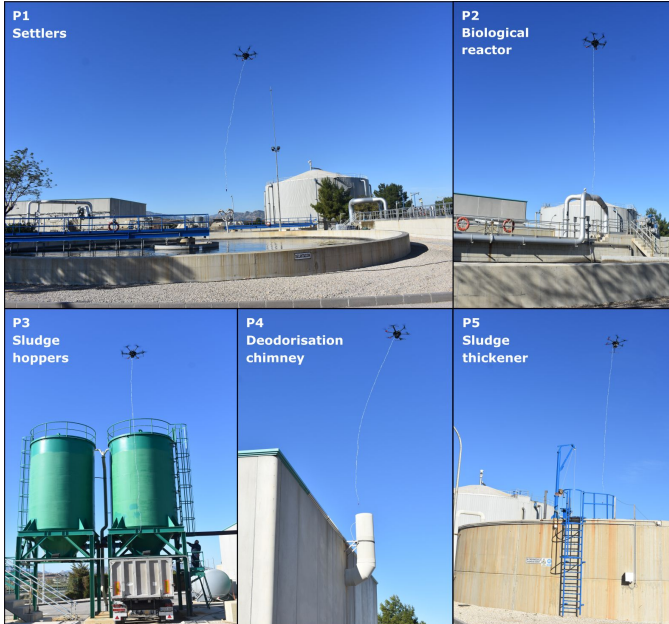 P1
Settlers
P2
Biological
reactor
P3
Sludge
hoppers
P4
Deodorisation
chimney
P5
Sludge
thickener